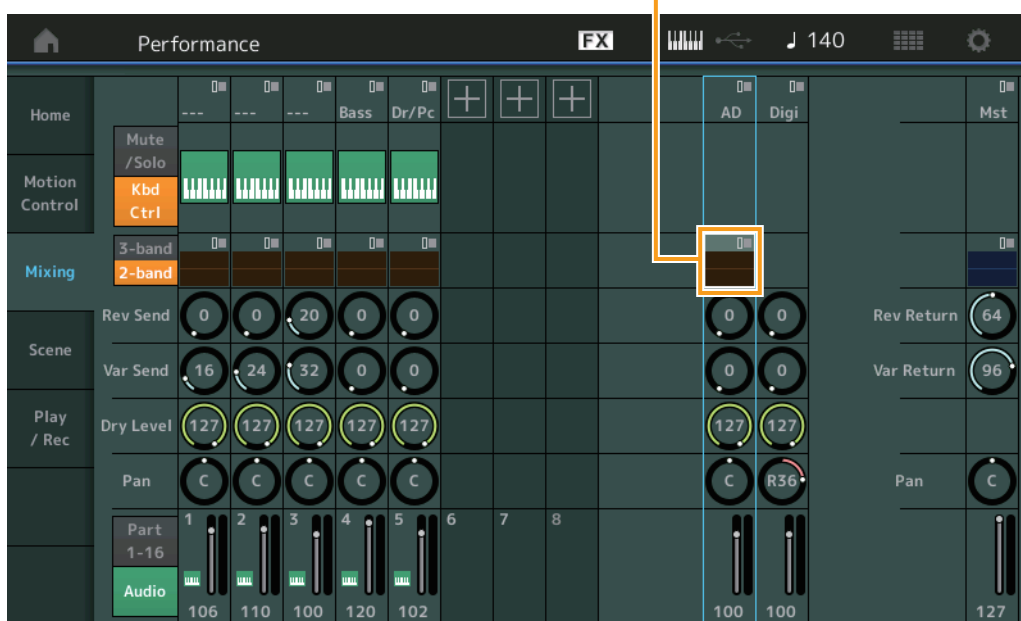 Performance FX 140
Home
--- --- --- Bass Dr/Pc AD Digi Mst
Mute
/Solo
Motion
Control
Kbd
Ctrl
Mixing
3-band
2-band
Rev Send 0 0 20 0 0 0 0 Rev Return 64
Scene
Var Send 16 24 32 0 0 0 0 Var Return 96
Play
/ Rec
Dry Level 127 127 127 127 127 127 127
Pan C C C C C C R36 Pan C
1 2 3 4 5 6 7 8
Part
1-16
Audio
106 110 100 120 102 100 100 127